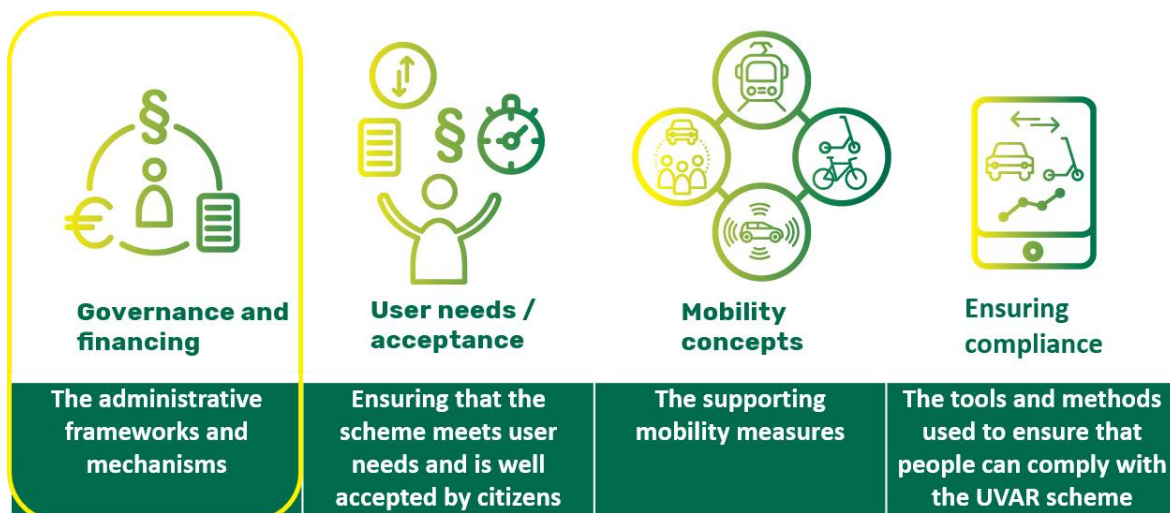 Governance and
financing
The administrative
frameworks and
mechanisms
User needs /
acceptance
Ensuring that the
scheme meets user
needs and is well
accepted by citizens
Mobility
concepts
The supporting
mobility measures
Ensuring
compliance
The tools and methods
used to ensure that
people can comply with
the UVAR scheme